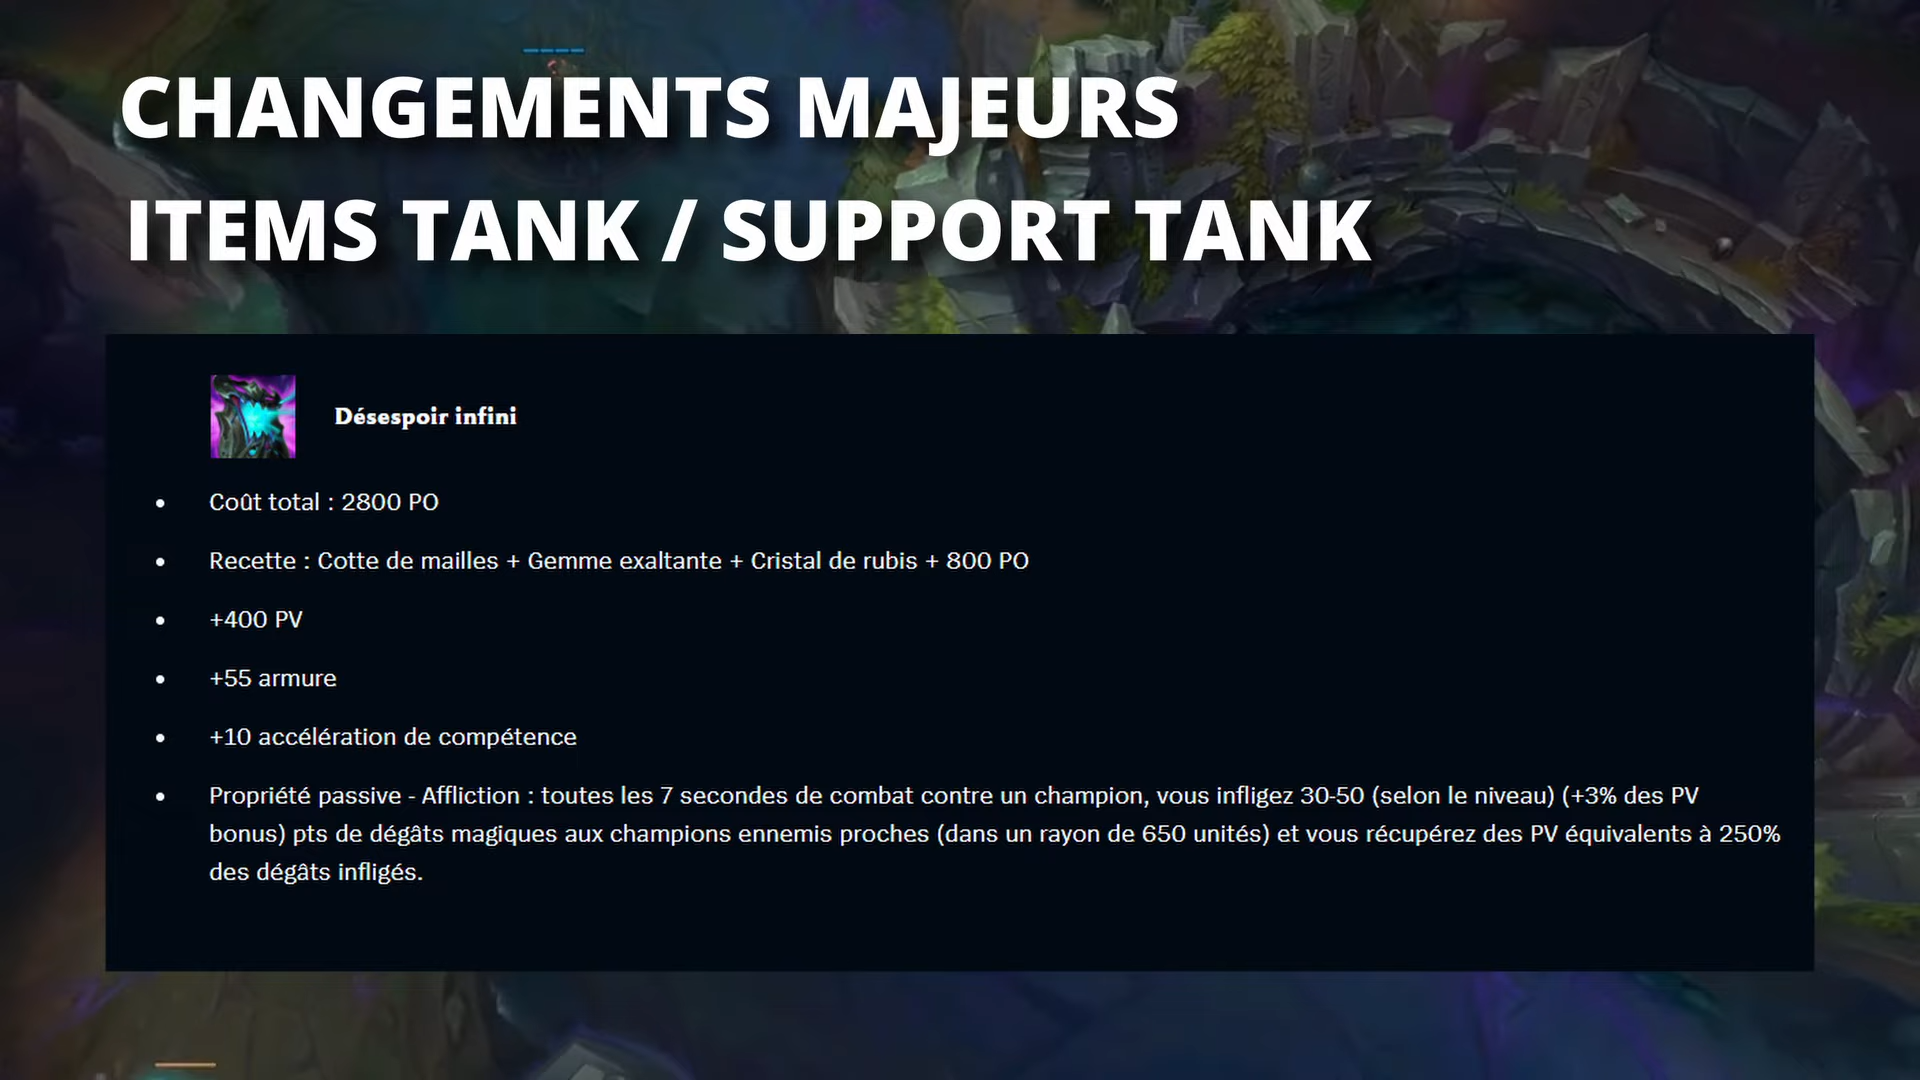 CHANGEMENTS MAJEURS
ITEMS TANK / SUPPORT TANK
Désespoir infini
• Coût total : 2800 PO
• Recette : Cotte de mailles + Gemme exaltante + Cristal de rubis + 800 PO
• +400 PV
• +55 armure
• +10 accélération de compétence
• Propriété passive - Affliction : toutes les 7 secondes de combat contre un champion, vous infligez 30-50 (selon le niveau) (+3% des PV
bonus) pts de dégâts magiques aux champions ennemis proches (dans un rayon de 650 unités) et vous récupérez des PV équivalents à 250%
des dégâts infligés.